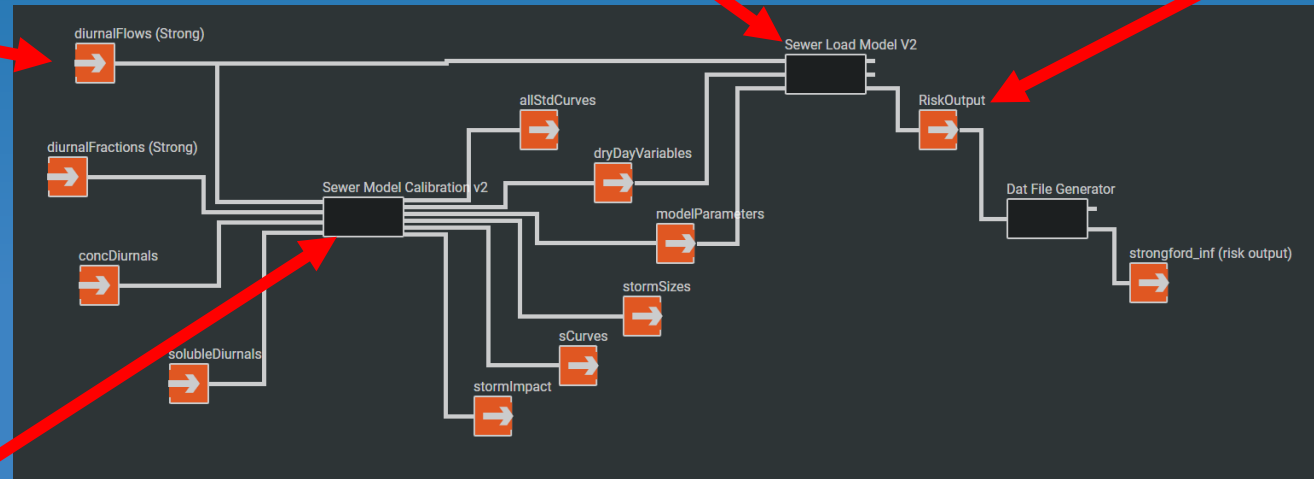 diurnalFlows (Strong)
Sewer Load Model V2
allStdCurves
RiskOutput
diurnalFractions (Strong)
dryDayVariables
Sewer Model Calibration v2
Dat File Generator
modelParameters
concDiurnals
strongford_inf (risk output)
stormSizes
sCurves
solubleDiurnals
stormImpact